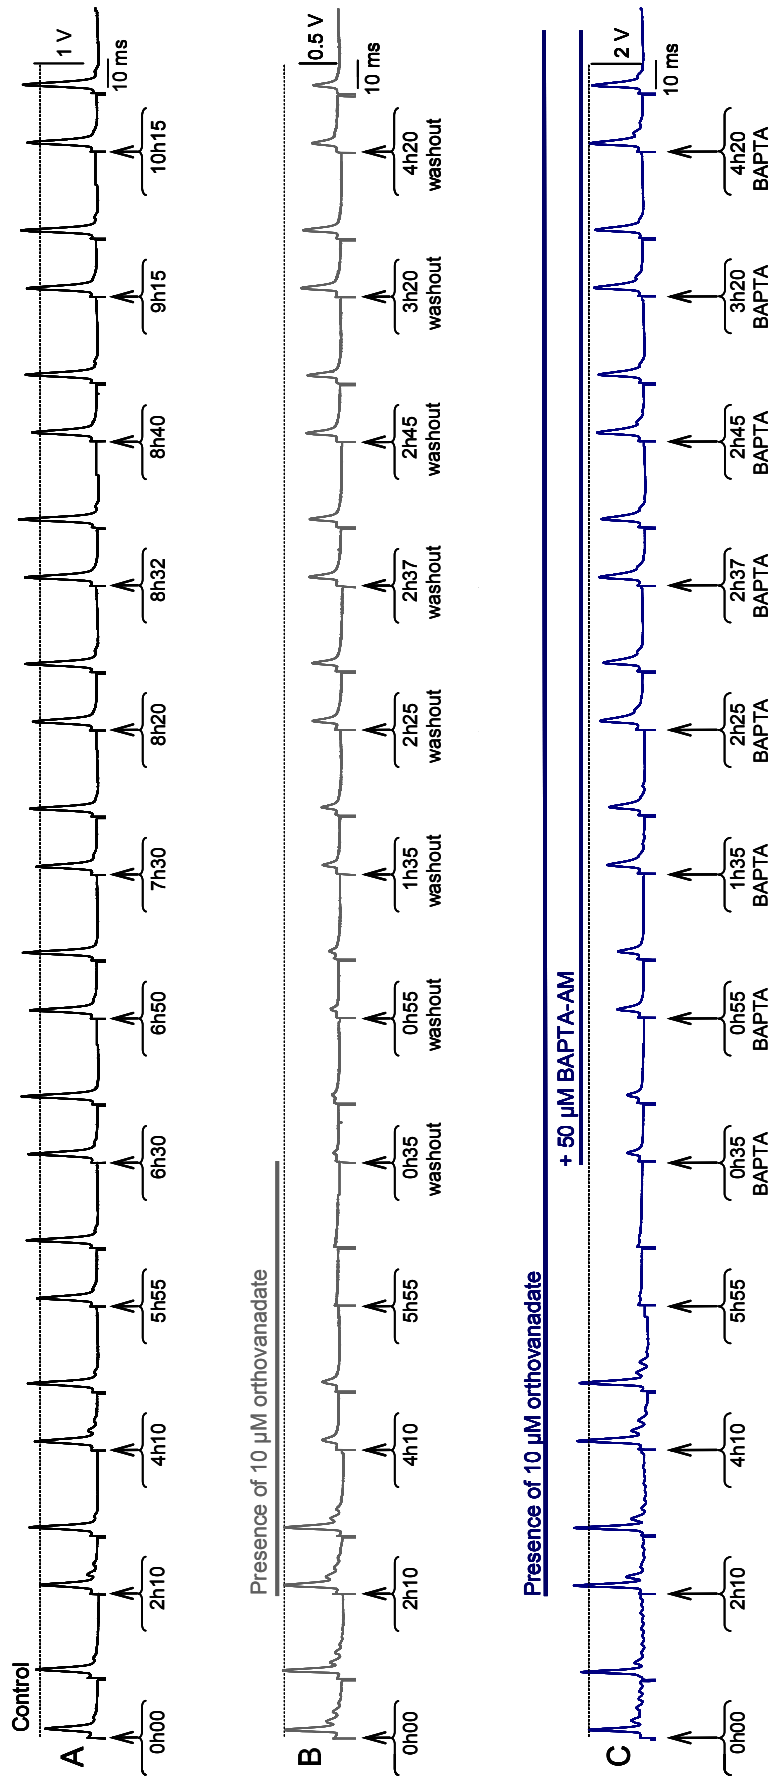 Control
A
1 V
10 ms
0h00
2h10
4h10
5h55
6h30
6h50
7h30
8h20
8h32
8h40
9h15
10h15
Presence of 10 µM orthovanadate
B
0.5 V
10 ms
0h00
2h10
4h10
5h55
0h35
washout
0h55
washout
1h35
washout
2h25
washout
2h37
washout
2h45
washout
3h20
washout
4h20
washout
Presence of 10 µM orthovanadate
+ 50 µM BAPTA-AM
C
2 V
10 ms
0h00
2h10
4h10
5h55
0h35
BAPTA
0h55
BAPTA
1h35
BAPTA
2h25
BAPTA
2h37
BAPTA
2h45
BAPTA
3h20
BAPTA
4h20
BAPTA